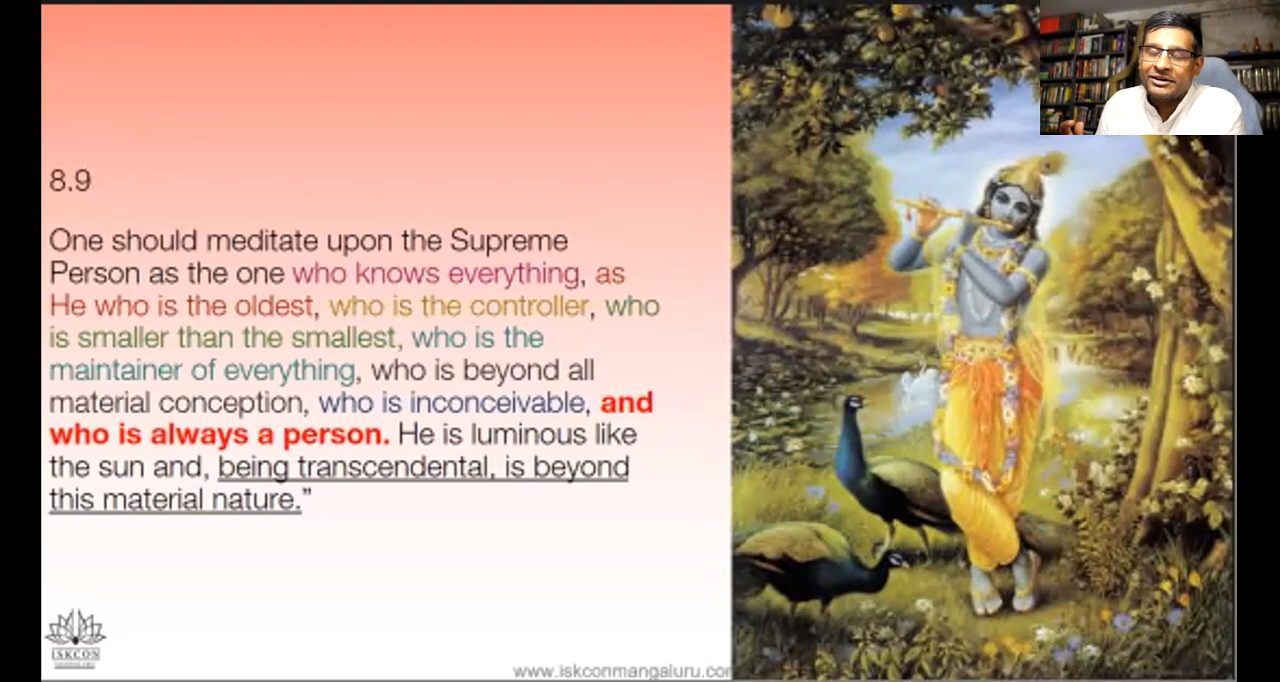 8.9
One should meditate upon the Supreme
Person as the one who knows everything, as
He who is the oldest, who is the controller, who
is smaller than the smallest, who is the
maintainer of everything, who is beyond all
material conception, who is inconceivable, and
who is always a person. He is luminous like
the sun and, being transcendental, is beyond
this material nature.”
ISKCON
www.iskconmangaluru.co